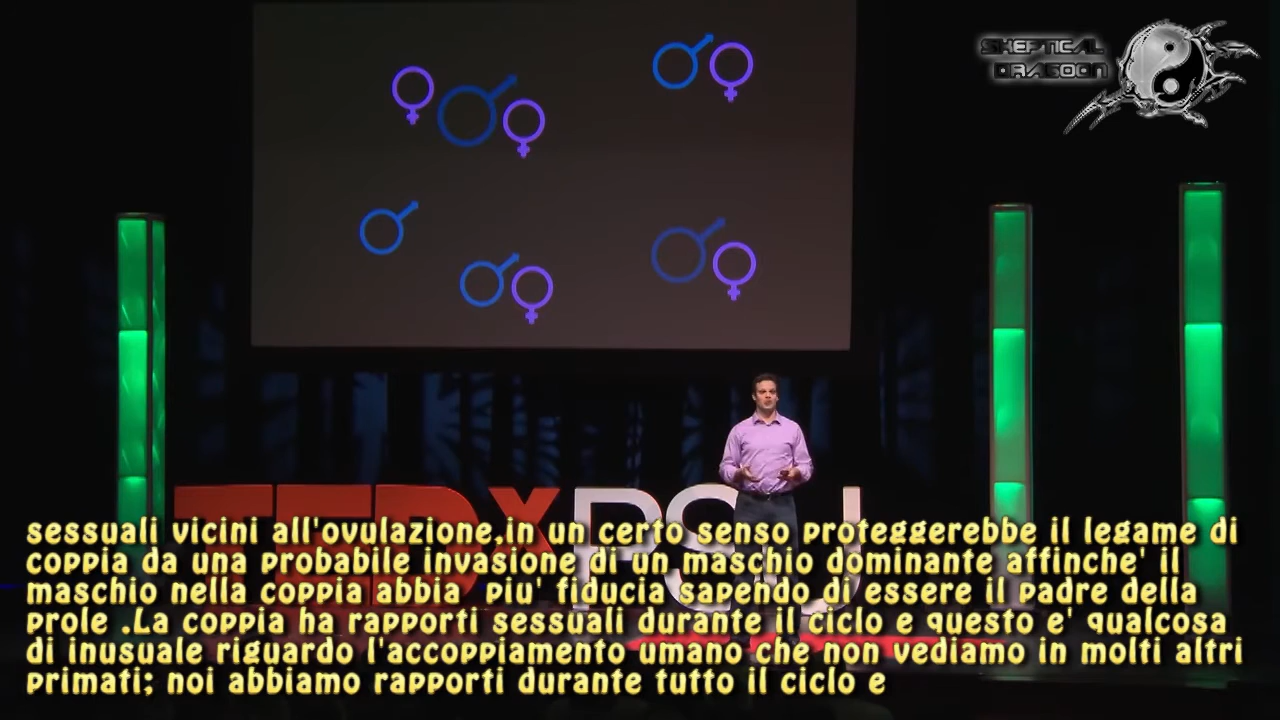 SKEPTICAL
DRAGOON
TEDxPSU
sessuali vicini all'ovulazione,in un certo senso proteggerebbe il legame di
coppia da una probabile invasione di un maschio dominante affinche' il
maschio nella coppia abbia più' fiducia sapendo di essere il padre della
prole .La coppia ha rapporti sessuali durante il ciclo e questo e' qualcosa
di inusuale riguardo l'accoppiamento umano che non vediamo in molti altri
primati; noi abbiamo rapporti durante tutto il ciclo e